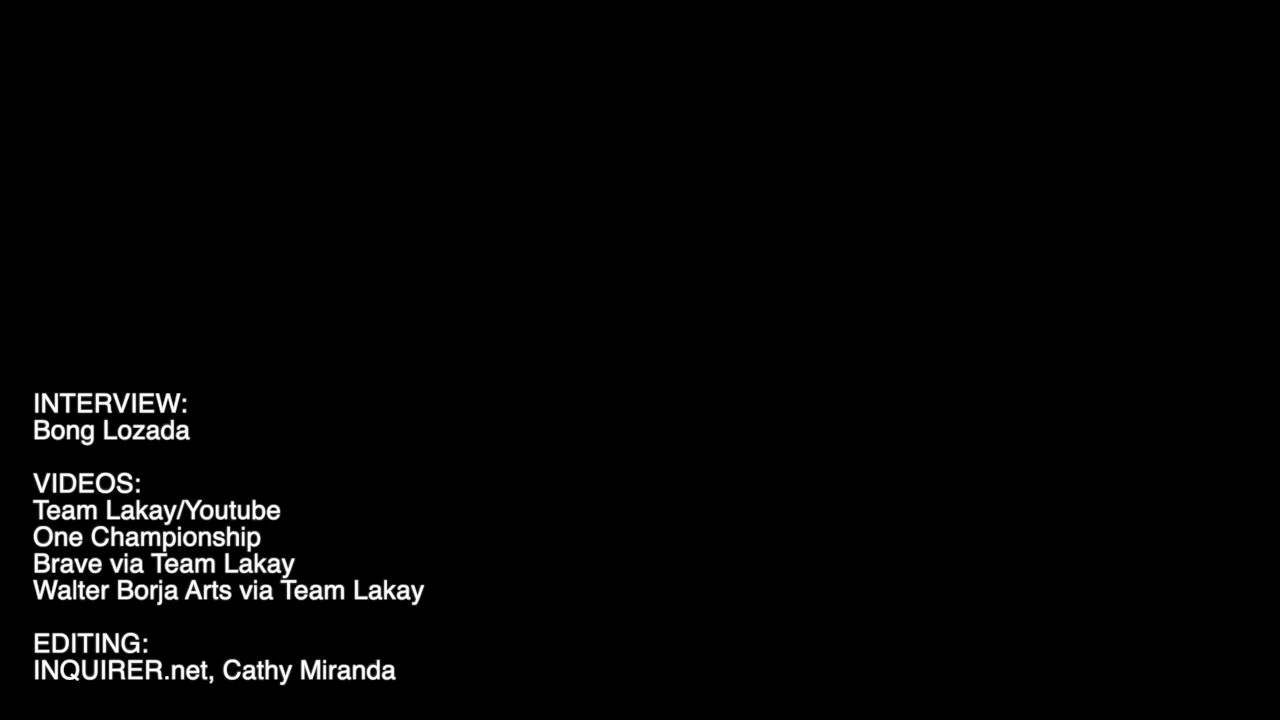 INTERVIEW:
Bong Lozada
VIDEOS:
Team Lakay/Youtube
One Championship
Brave via Team Lakay
Walter Borja Arts via Team Lakay
EDITING:
INQUIRER.net, Cathy Miranda